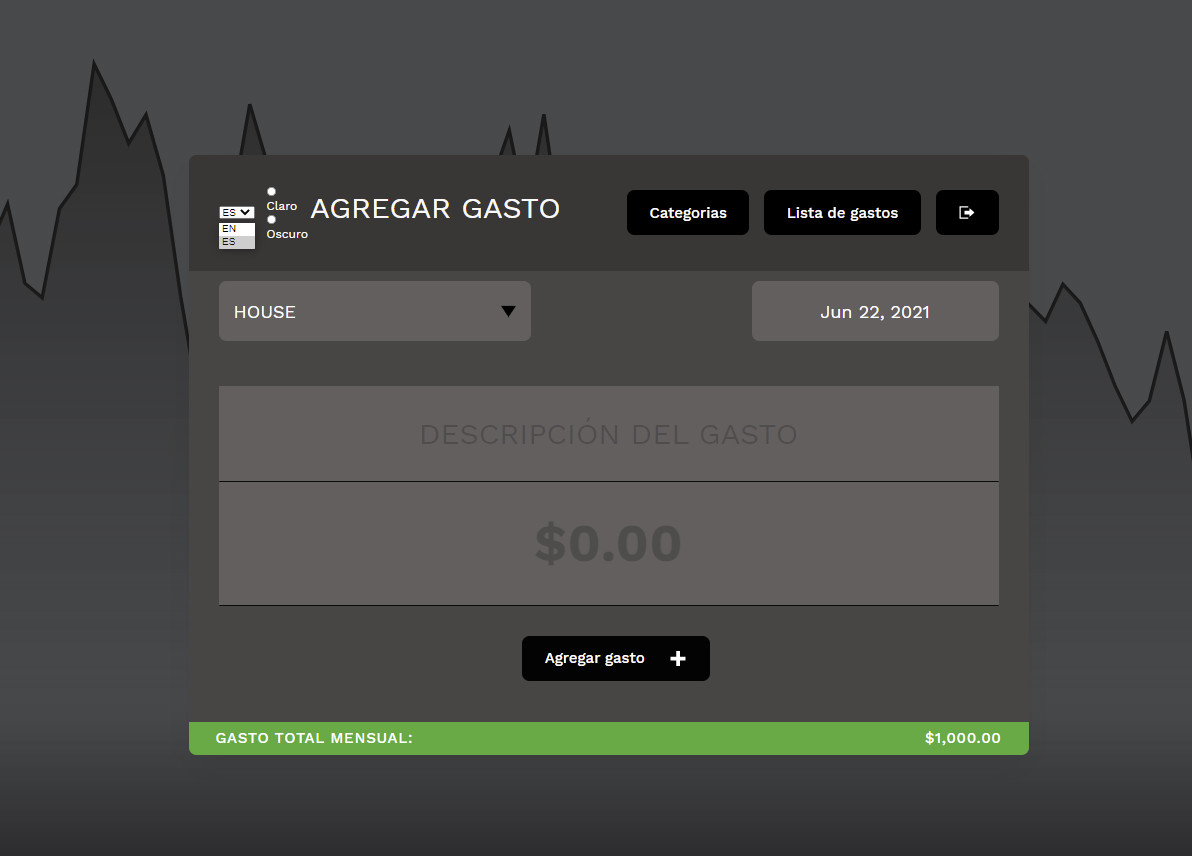 ES
EN
ES
Claro
Oscuro
AGREGAR GASTO
Categorias
Lista de gastos
HOUSE
Jun 22, 2021
DESCRIPCIÓN DEL GASTO
$0.00
Agregar gasto
GASTO TOTAL MENSUAL: $1,000.00